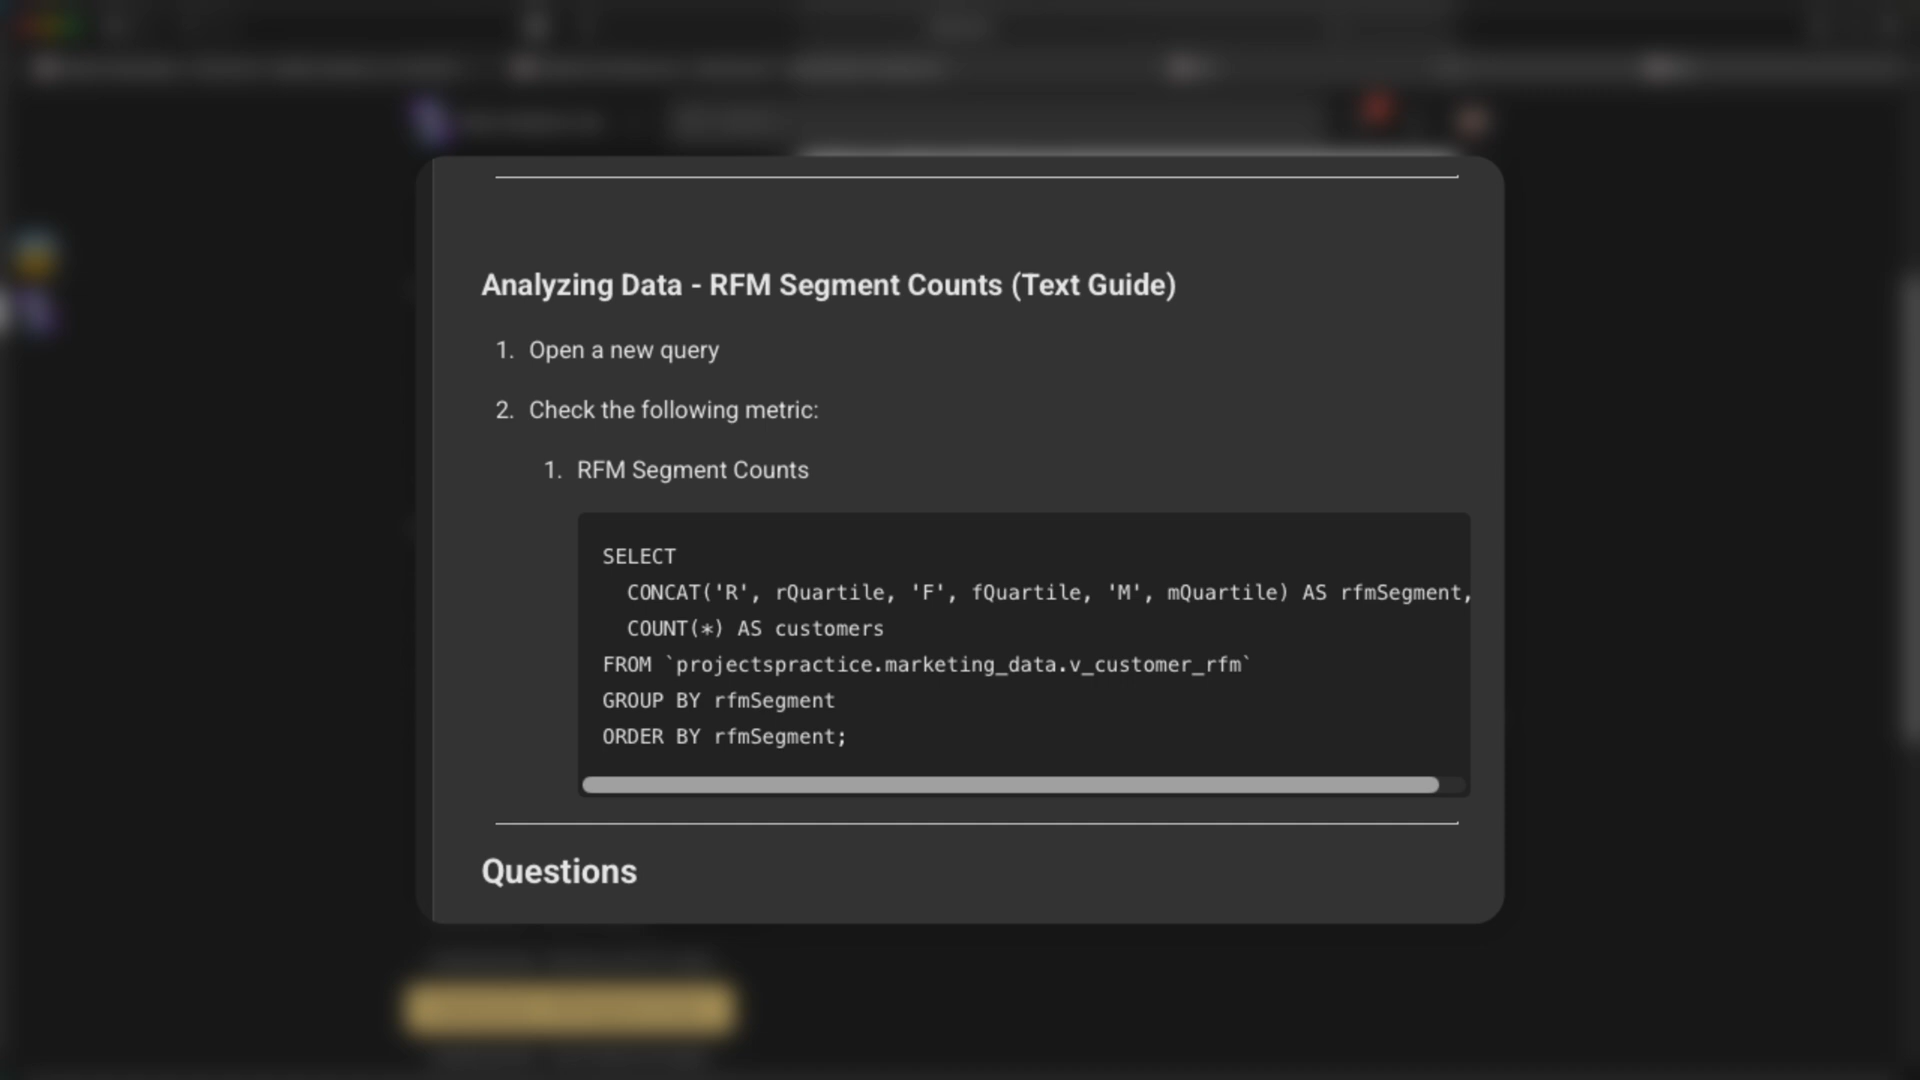 Analyzing Data - RFM Segment Counts (Text Guide)
1. Open a new query
2. Check the following metric:
1. RFM Segment Counts
SELECT
CONCAT('R', rQuartile, 'F', fQuartile, 'M', mQuartile) AS rfmSegment,
COUNT(*) AS customers
FROM `projectspractice.marketing_data.v_customer_rfm`
GROUP BY rfmSegment
ORDER BY rfmSegment;
Questions